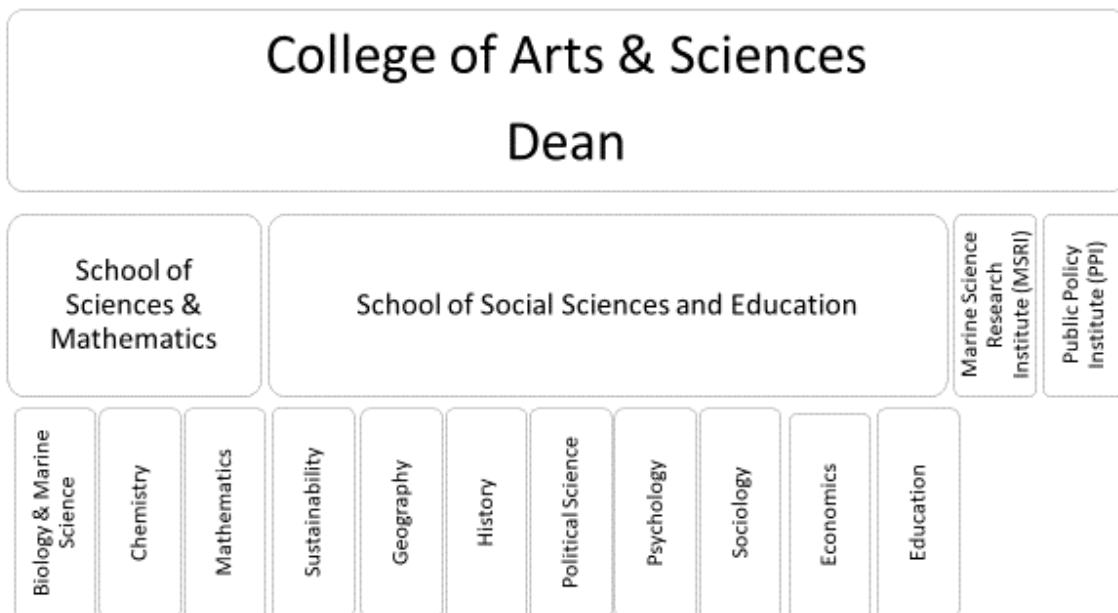 College of Arts & Sciences
Dean
School of
Sciences &
Mathematics
School of Social Sciences and Education
Marine Science
Research
Institute (MSRI)
Public Policy
Institute (PPI)
Biology & Marine
Science
Chemistry
Mathematics
Sustainability
Geography
History
Political Science
Psychology
Sociology
Economics
Education